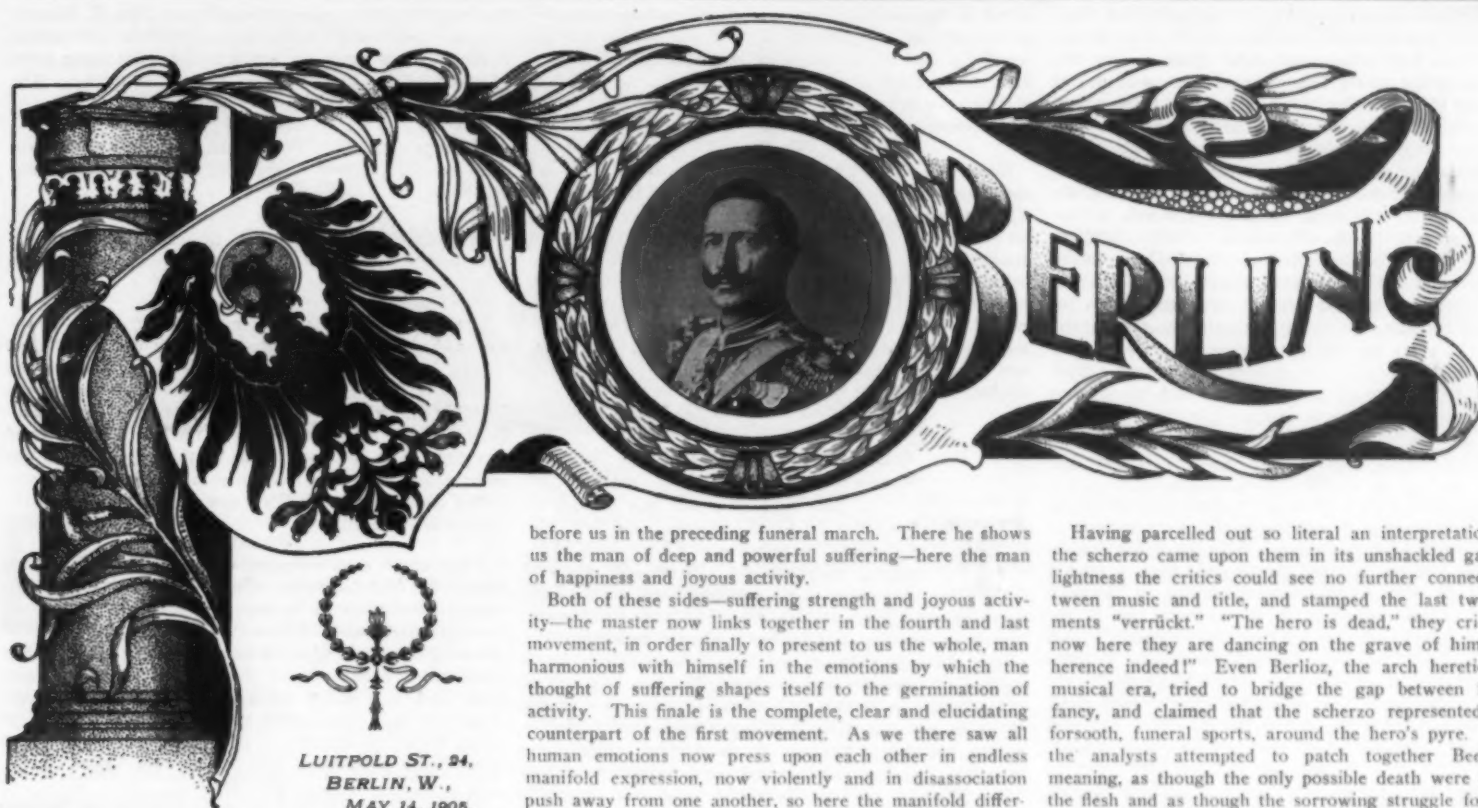 BERLIN
LUITPOLD ST., 24,
BERLIN, W.,
MAY 14, 1905
before us in the preceding funeral march. There he shows
us the man of deep and powerful suffering—here the man
of happiness and joyous activity.
Both of these sides—suffering strength and joyous activ-
ity—the master now links together in the fourth and last
movement, in order finally to present to us the whole, man
harmonious with himself in the emotions by which the
thought of suffering shapes itself to the germination of
activity. This finale is the complete, clear and elucidating
counterpart of the first movement. As we there saw all
human emotions now press upon each other in endless
manifold expression, now violently and in disassociation
push away from one another, so here the manifold differ-
Having parcelled out so literal an interpretatio
the scherzo came upon them in its unshackled ga
lightness the critics could see no further connec
tween music and title, and stamped the last tw
ments "verrückt." "The hero is dead," they cri
now here they are dancing on the grave of him
herence indeed!" Even Berlioz, the arch hereti
musical era, tried to bridge the gap between
fancy, and claimed that the scherzo represented
forsooth, funeral sports, around the hero's pyre.
the analysts attempted to patch together Bee
meaning, as though the only possible death were
the flesh and as though the sorrowing struggle f